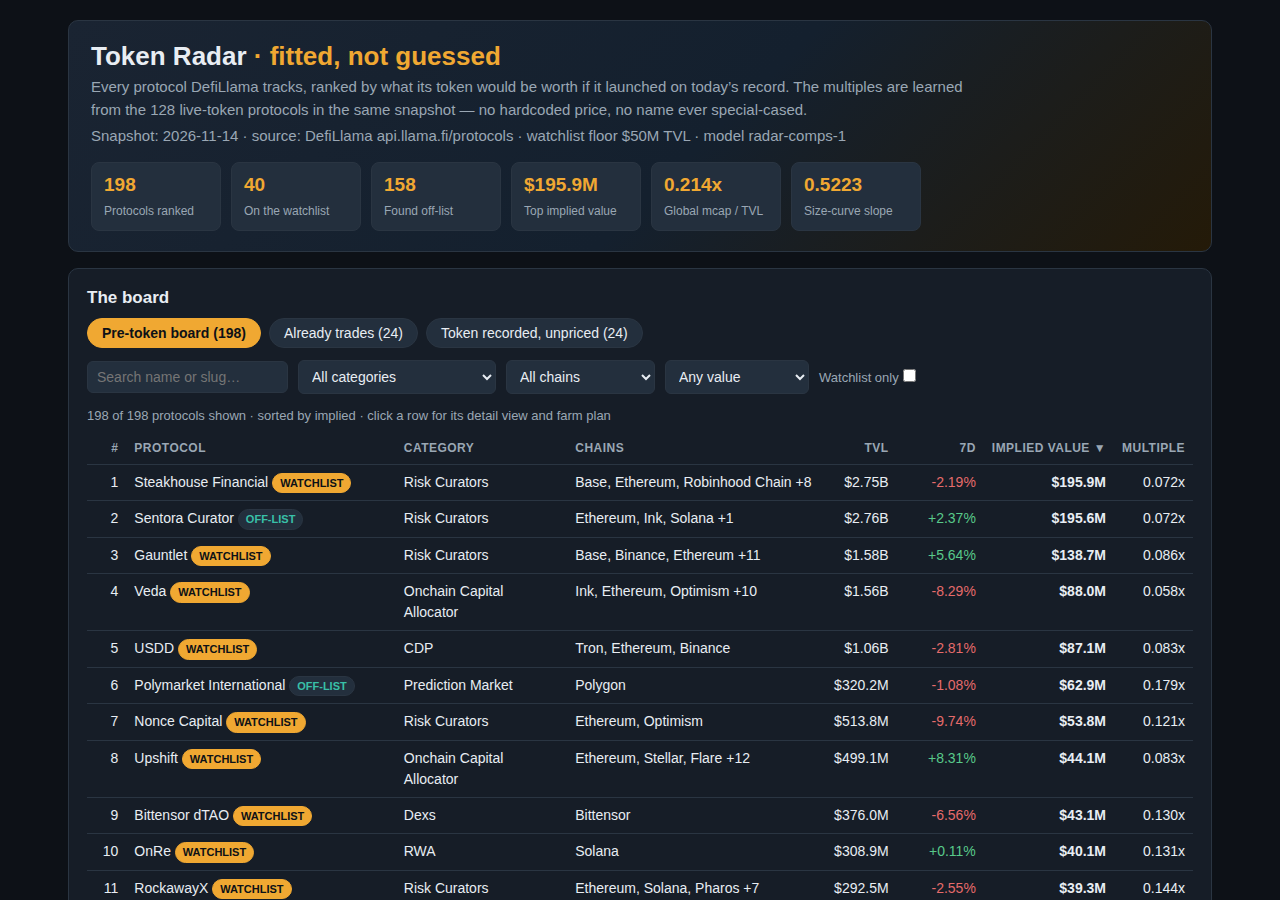 Token Radar · fitted, not guessed
Every protocol DefiLlama tracks, ranked by what its token would be worth if it launched on today’s record. The multiples are learned
from the 128 live-token protocols in the same snapshot — no hardcoded price, no name ever special-cased.
Snapshot: 2026-11-14 · source: DefiLlama api.llama.fi/protocols · watchlist floor $50M TVL · model radar-comps-1
198 40 158 $195.9M 0.214x 0.5223
Protocols ranked On the watchlist Found off-list Top implied value Global mcap / TVL Size-curve slope
The board
Pre-token board (198) Already trades (24) Token recorded, unpriced (24)
Search name or slug… All categories All chains Any value Watchlist only
198 of 198 protocols shown · sorted by implied · click a row for its detail view and farm plan
# PROTOCOL CATEGORY CHAINS TVL 7D IMPLIED VALUE ▼ MULTIPLE
1 Steakhouse Financial WATCHLIST Risk Curators Base, Ethereum, Robinhood Chain +8 $2.75B -2.19% $195.9M 0.072x
2 Sentora Curator OFF-LIST Risk Curators Ethereum, Ink, Solana +1 $2.76B +2.37% $195.6M 0.072x
3 Gauntlet WATCHLIST Risk Curators Base, Binance, Ethereum +11 $1.58B +5.64% $138.7M 0.086x
4 Veda WATCHLIST Onchain Capital Ink, Ethereum, Optimism +10 $1.56B -8.29% $88.0M 0.058x
Allocator
5 USDD WATCHLIST CDP Tron, Ethereum, Binance $1.06B -2.81% $87.1M 0.083x
6 Polymarket International OFF-LIST Prediction Market Polygon $320.2M -1.08% $62.9M 0.179x
7 Nonce Capital WATCHLIST Risk Curators Ethereum, Optimism $513.8M -9.74% $53.8M 0.121x
8 Upshift WATCHLIST Onchain Capital Ethereum, Stellar, Flare +12 $499.1M +8.31% $44.1M 0.083x
Allocator
9 Bittensor dTAO WATCHLIST Dexs Bittensor $376.0M -6.56% $43.1M 0.130x
10 OnRe WATCHLIST RWA Solana $308.9M +0.11% $40.1M 0.131x
11 RockawayX WATCHLIST Risk Curators Ethereum, Solana, Pharos +7 $292.5M -2.55% $39.3M 0.144x